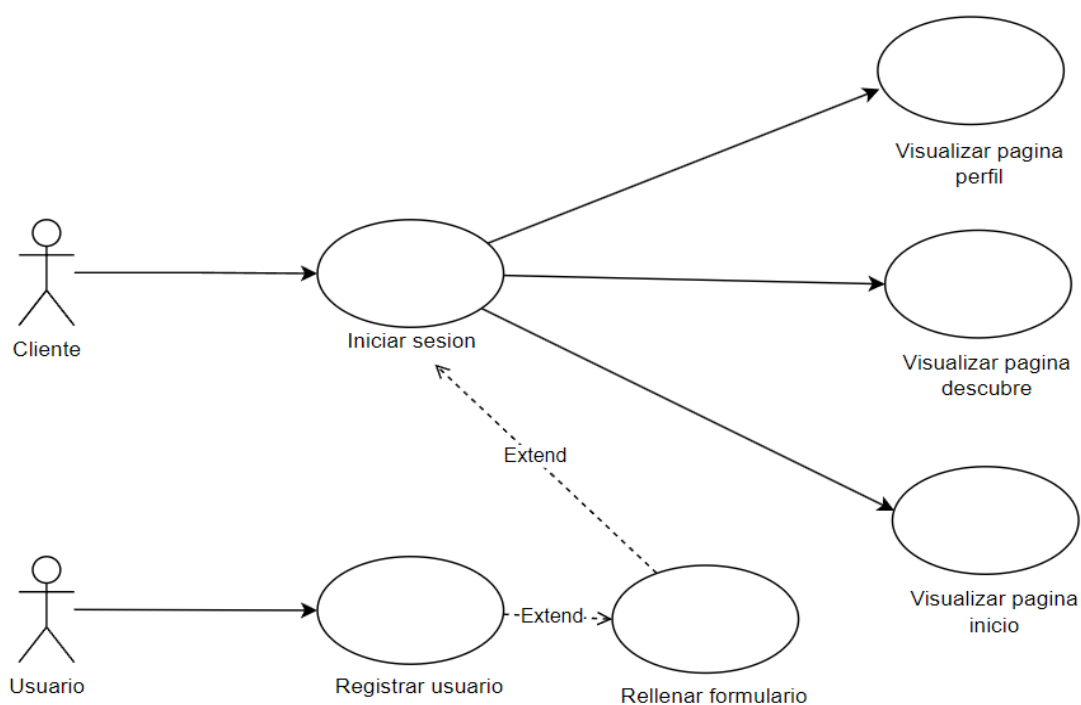 Visualizar pagina
perfil
Cliente
Iniciar sesion
Visualizar pagina
descubre
Extend
Extend
Visualizar pagina
inicio
Usuario
Registrar usuario
Rellenar formulario